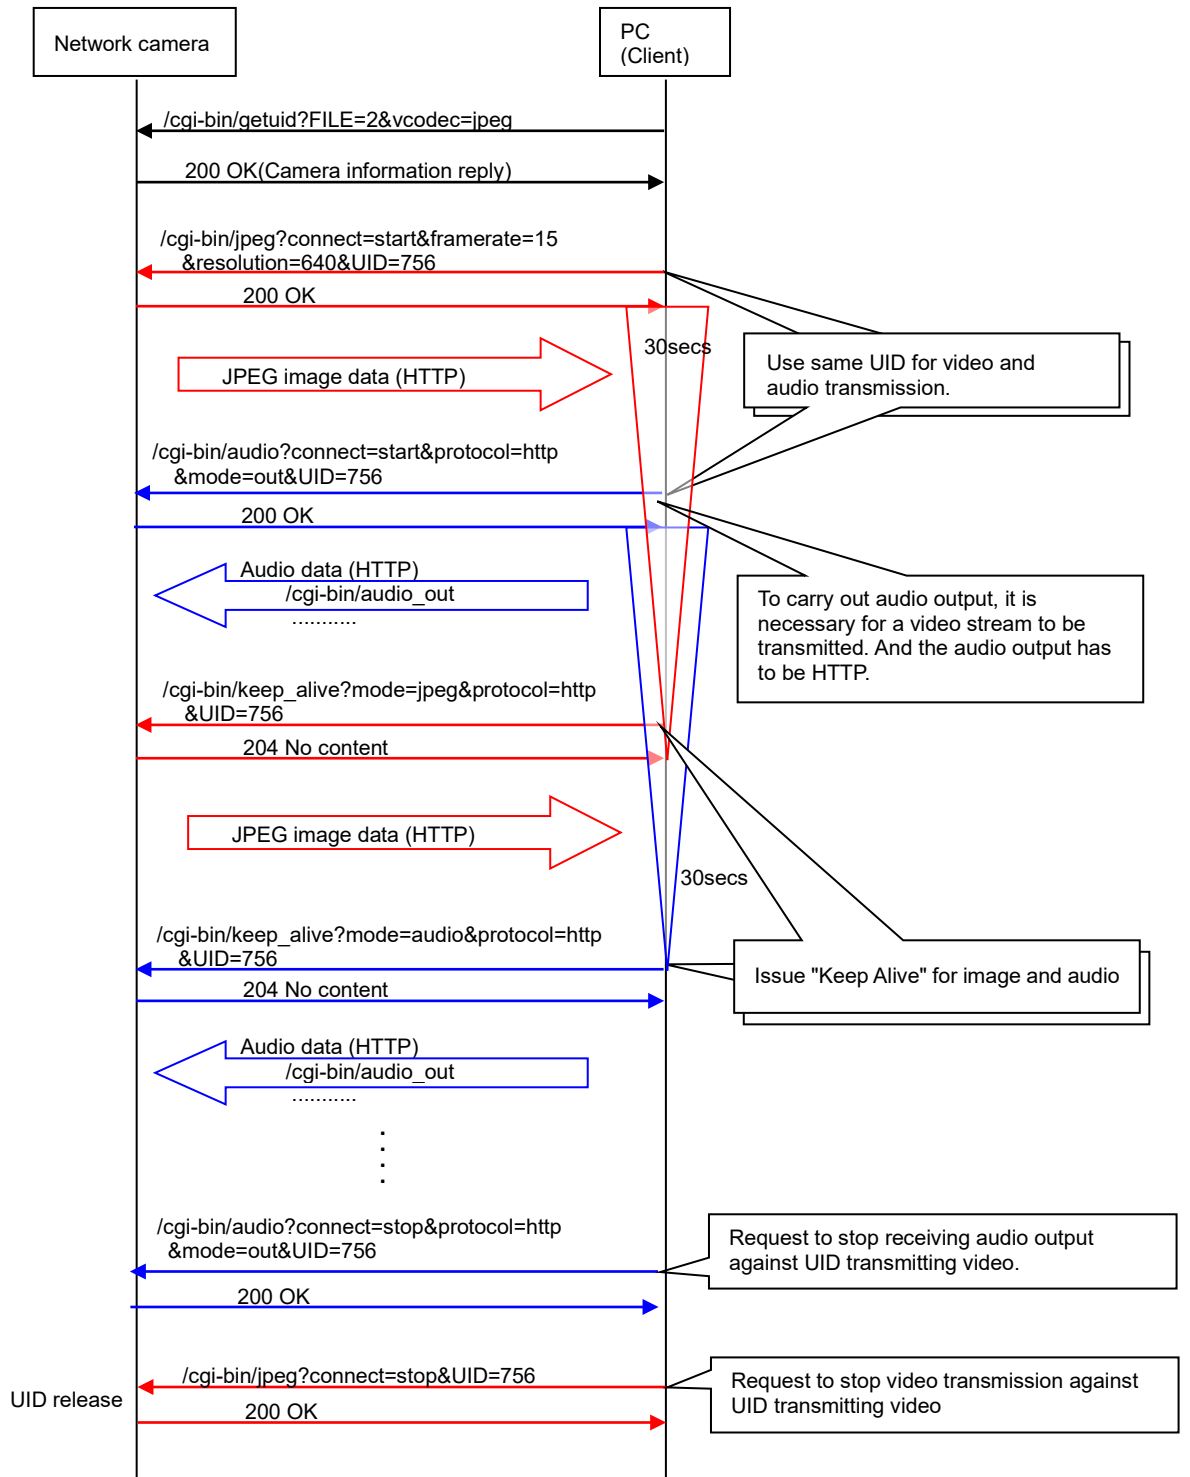 Network camera
PC
(Client)
/cgi-bin/getuid?FILE=2&vcodec=jpeg
200 OK(Camera information reply)
/cgi-bin/jpeg?connect=start&framerate=15
&resolution=640&UID=756
200 OK
30secs
Use same UID for video and
audio transmission.
JPEG image data (HTTP)
/cgi-bin/audio?connect=start&protocol=http
&mode=out&UID=756
200 OK
Audio data (HTTP)
/cgi-bin/audio_out
...........
To carry out audio output, it is
necessary for a video stream to be
transmitted. And the audio output has
to be HTTP.
/cgi-bin/keep_alive?mode=jpeg&protocol=http
&UID=756
204 No content
JPEG image data (HTTP)
30secs
/cgi-bin/keep_alive?mode=audio&protocol=http
&UID=756
Issue "Keep Alive" for image and audio
204 No content
Audio data (HTTP)
/cgi-bin/audio_out
...........
/cgi-bin/audio?connect=stop&protocol=http
&mode=out&UID=756
Request to stop receiving audio output
against UID transmitting video.
200 OK
/cgi-bin/jpeg?connect=stop&UID=756
Request to stop video transmission against
UID transmitting video
UID release
200 OK